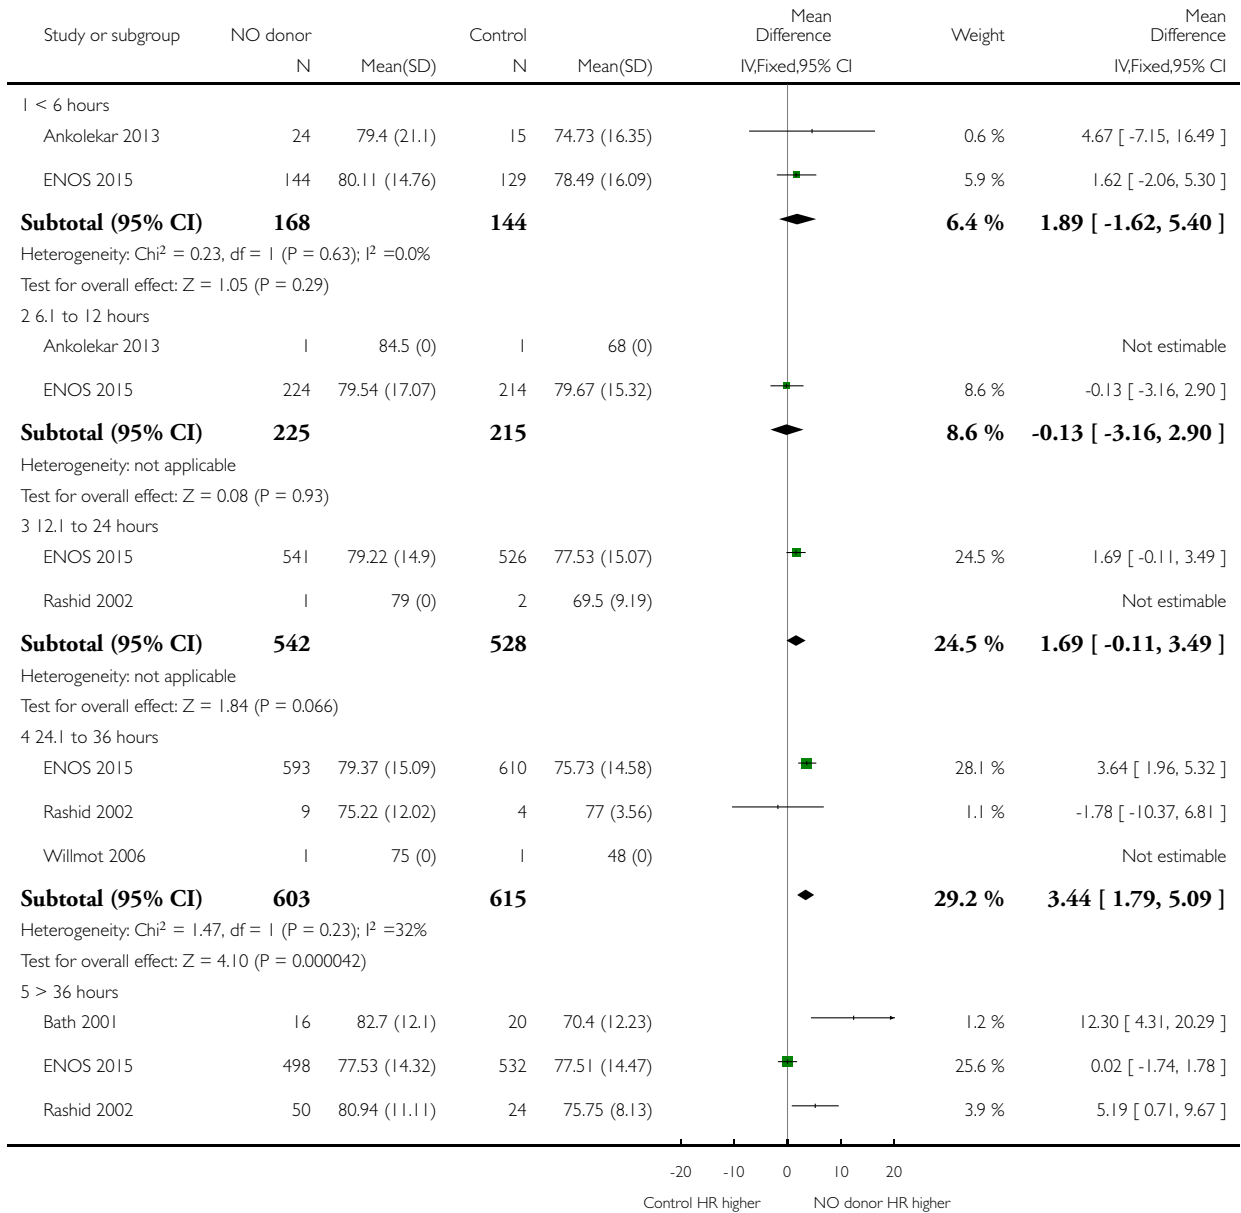 Study or subgroup NO donor Control Mean Difference Weight Mean Difference
N Mean(SD) N Mean(SD) IV,Fixed,95% CI IV,Fixed,95% CI
1 < 6 hours
Ankolekar 2013 24 79.4 (21.1) 15 74.73 (16.35) 0.6 % 4.67 [ -7.15, 16.49 ]
ENOS 2015 144 80.11 (14.76) 129 78.49 (16.09) 5.9 % 1.62 [ -2.06, 5.30 ]
Subtotal (95% CI) 168 144 6.4 % 1.89 [ -1.62, 5.40 ]
Heterogeneity: Chi² = 0.23, df = 1 (P = 0.63); I² =0.0%
Test for overall effect: Z = 1.05 (P = 0.29)
2 6.1 to 12 hours
Ankolekar 2013 1 84.5 (0) 1 68 (0) Not estimable
ENOS 2015 224 79.54 (17.07) 214 79.67 (15.32) 8.6 % -0.13 [ -3.16, 2.90 ]
Subtotal (95% CI) 225 215 8.6 % -0.13 [ -3.16, 2.90 ]
Heterogeneity: not applicable
Test for overall effect: Z = 0.08 (P = 0.93)
3 12.1 to 24 hours
ENOS 2015 541 79.22 (14.9) 526 77.53 (15.07) 24.5 % 1.69 [ -0.11, 3.49 ]
Rashid 2002 1 79 (0) 2 69.5 (9.19) Not estimable
Subtotal (95% CI) 542 528 24.5 % 1.69 [ -0.11, 3.49 ]
Heterogeneity: not applicable
Test for overall effect: Z = 1.84 (P = 0.066)
4 24.1 to 36 hours
ENOS 2015 593 79.37 (15.09) 610 75.73 (14.58) 28.1 % 3.64 [ 1.96, 5.32 ]
Rashid 2002 9 75.22 (12.02) 4 77 (3.56) 1.1 % -1.78 [ -10.37, 6.81 ]
Willmot 2006 1 75 (0) 1 48 (0) Not estimable
Subtotal (95% CI) 603 615 29.2 % 3.44 [ 1.79, 5.09 ]
Heterogeneity: Chi² = 1.47, df = 1 (P = 0.23); I² =32%
Test for overall effect: Z = 4.10 (P = 0.000042)
5 > 36 hours
Bath 2001 16 82.7 (12.1) 20 70.4 (12.23) 1.2 % 12.30 [ 4.31, 20.29 ]
ENOS 2015 498 77.53 (14.32) 532 77.51 (14.47) 25.6 % 0.02 [ -1.74, 1.78 ]
Rashid 2002 50 80.94 (11.11) 24 75.75 (8.13) 3.9 % 5.19 [ 0.71, 9.67 ]
-20 -10 0 10 20
Control HR higher NO donor HR higher